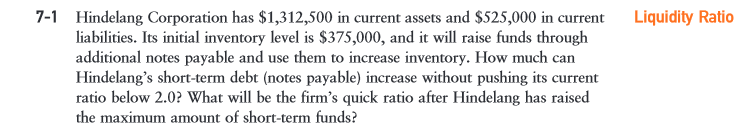 7-1 Hindelang Corporation has $1,312,500 in current assets and $525,000 in current
liabilities. Its initial inventory level is $375,000, and it will raise funds through
additional notes payable and use them to increase inventory. How much can
Hindelang's short-term debt (notes payable) increase without pushing its current
ratio below 2.0? What will be the firm's quick ratio after Hindelang has raised
the maximum amount of short-term funds?
Liquidity Ratio